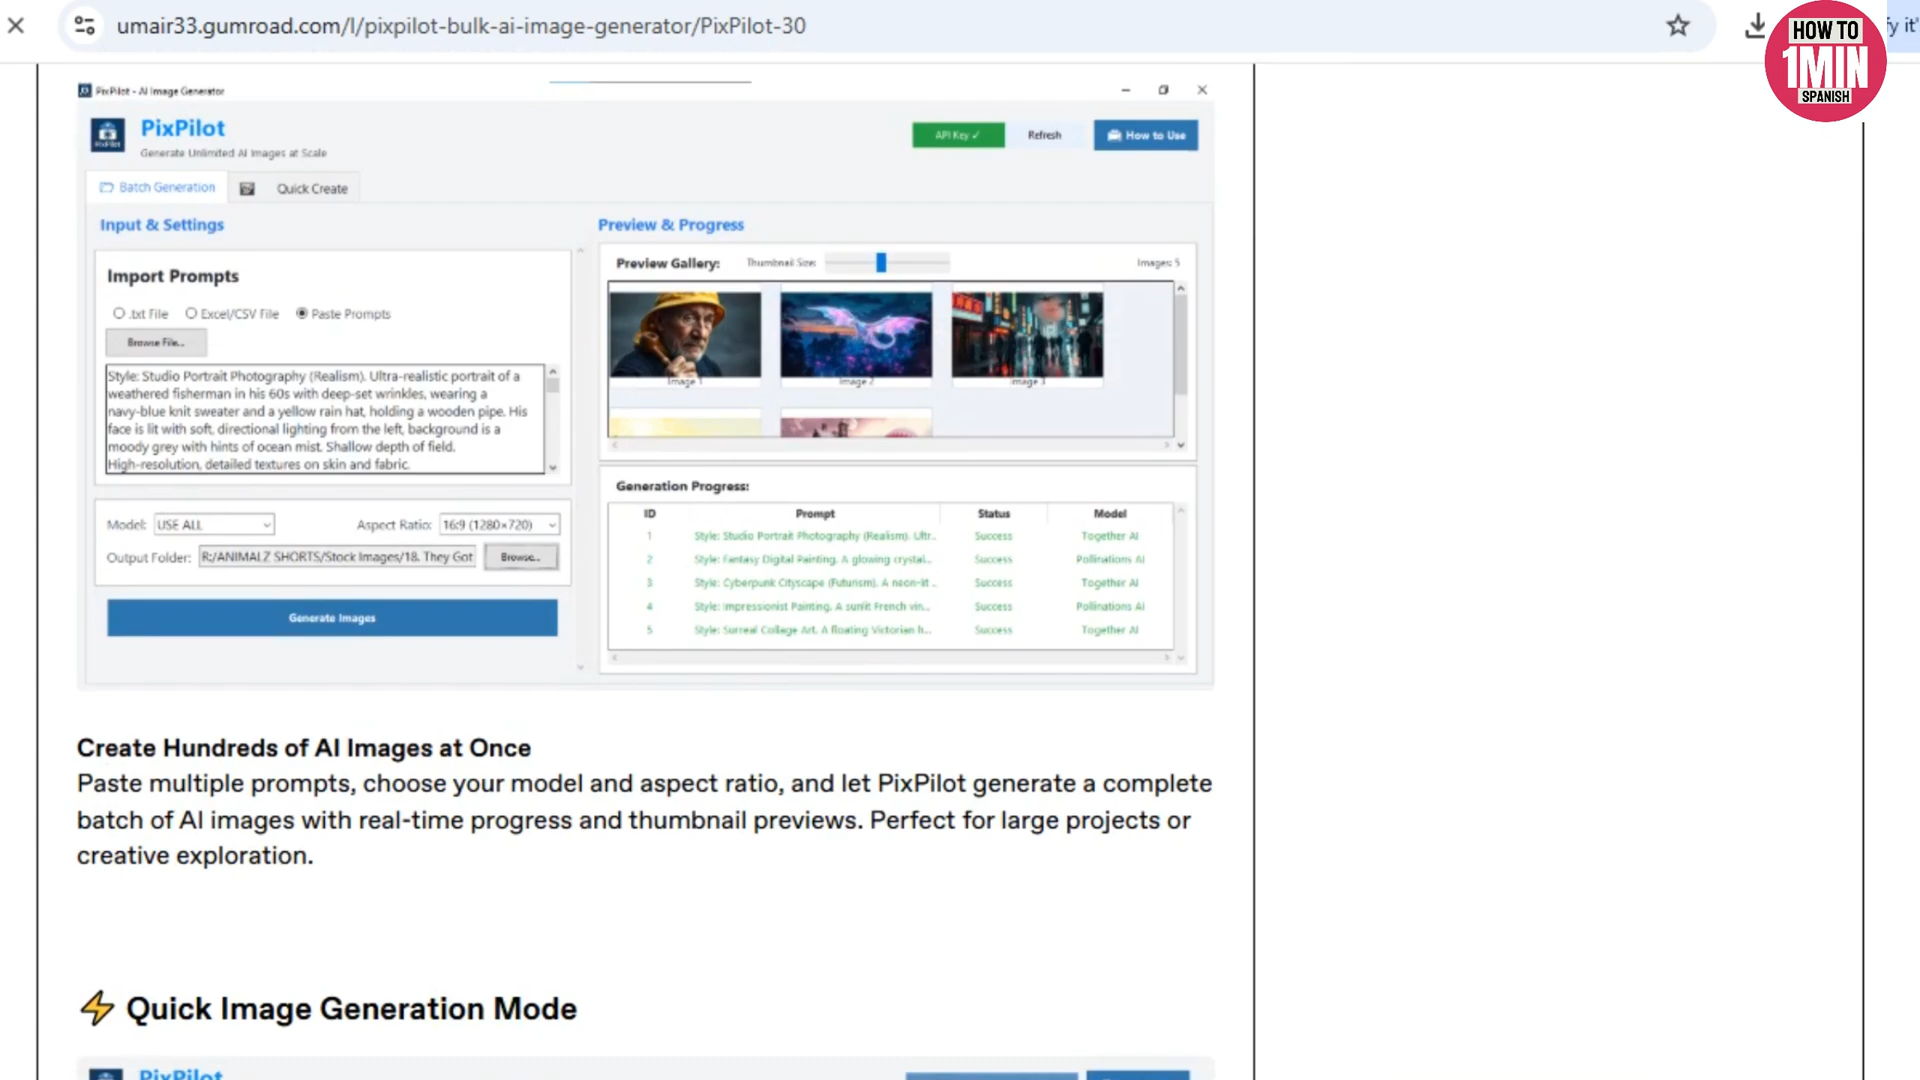 umair33.gumroad.com/l/pixpilot-bulk-ai-image-generator/PixPilot-30
fy it'
HOW TO
1MIN
SPANISH
PixPilot - AI Image Generator
PixPilot
Generate Unlimited AI Images at Scale
API Key ✓
Refresh
How to Use
Batch Generation
Quick Create
Input & Settings
Preview & Progress
Import Prompts
.txt File
Excel/CSV File
Paste Prompts
Browse File...
Style: Studio Portrait Photography (Realism). Ultra-realistic portrait of a
weathered fisherman in his 60s with deep-set wrinkles, wearing a
navy-blue knit sweater and a yellow rain hat, holding a wooden pipe. His
face is lit with soft, directional lighting from the left, background is a
moody grey with hints of ocean mist. Shallow depth of field.
High-resolution, detailed textures on skin and fabric.
Model: USE ALL
Aspect Ratio: 16:9 (1280×720)
Output Folder: R:/ANIMALZ SHORTS/Stock Images/18. They Got
Browse...
Generate Images
Preview Gallery:
Thumbnail Size:
Images: 5
Image 1
Image 2
Image 3
Generation Progress:
ID Prompt Status Model
1 Style: Studio Portrait Photography (Realism). Ultr... Success Together AI
2 Style: Fantasy Digital Painting. A glowing crystal... Success Pollinations AI
3 Style: Cyberpunk Cityscape (Futurism). A neon-lit ... Success Together AI
4 Style: Impressionist Painting. A sunlit French vin... Success Pollinations AI
5 Style: Surreal Collage Art. A floating Victorian h... Success Together AI
Create Hundreds of AI Images at Once
Paste multiple prompts, choose your model and aspect ratio, and let PixPilot generate a complete
batch of AI images with real-time progress and thumbnail previews. Perfect for large projects or
creative exploration.
⚡ Quick Image Generation Mode
PixPilot